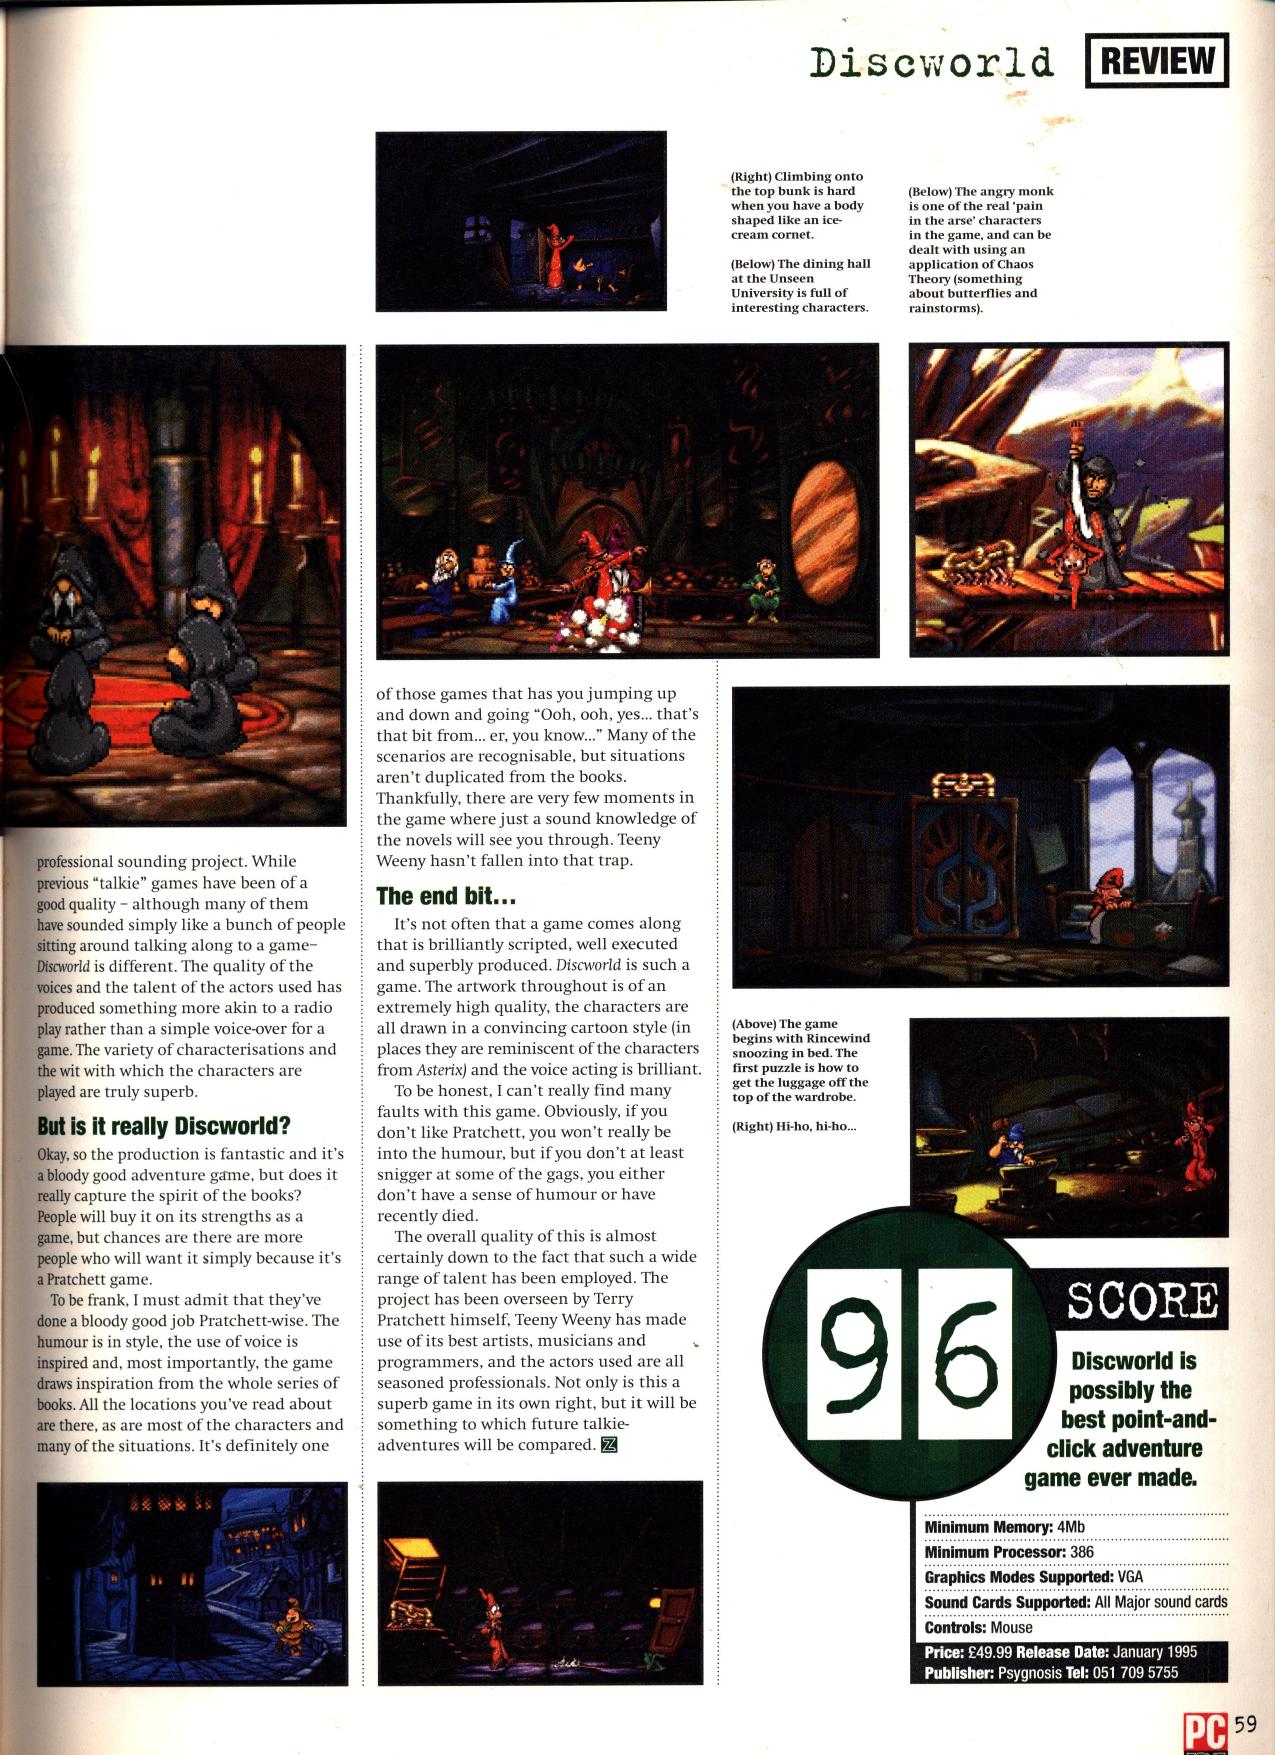 Discworld REVIEW
(Right) Climbing onto
the top bunk is hard
when you have a body
shaped like an ice-
cream cornet.
(Below) The dining hall
at the Unseen
University is full of
interesting characters.
(Below) The angry monk
is one of the real ‘pain
in the arse’ characters
in the game, and can be
dealt with using an
application of Chaos
Theory (something
about butterflies and
rainstorms).
professional sounding project. While
previous “talkie” games have been of a
good quality – although many of them
have sounded simply like a bunch of people
sitting around talking along to a game–
Discworld is different. The quality of the
voices and the talent of the actors used has
produced something more akin to a radio
play rather than a simple voice-over for a
game. The variety of characterisations and
the wit with which the characters are
played are truly superb.
But is it really Discworld?
Okay, so the production is fantastic and it’s
a bloody good adventure game, but does it
really capture the spirit of the books?
People will buy it on its strengths as a
game, but chances are there are more
people who will want it simply because it’s
a Pratchett game.
To be frank, I must admit that they’ve
done a bloody good job Pratchett-wise. The
humour is in style, the use of voice is
inspired and, most importantly, the game
draws inspiration from the whole series of
books. All the locations you’ve read about
are there, as are most of the characters and
many of the situations. It’s definitely one
of those games that has you jumping up
and down and going “Ooh, ooh, yes... that’s
that bit from... er, you know...” Many of the
scenarios are recognisable, but situations
aren’t duplicated from the books.
Thankfully, there are very few moments in
the game where just a sound knowledge of
the novels will see you through. Teeny
Weeny hasn’t fallen into that trap.
The end bit...
It’s not often that a game comes along
that is brilliantly scripted, well executed
and superbly produced. Discworld is such a
game. The artwork throughout is of an
extremely high quality, the characters are
all drawn in a convincing cartoon style (in
places they are reminiscent of the characters
from Asterix) and the voice acting is brilliant.
To be honest, I can’t really find many
faults with this game. Obviously, if you
don’t like Pratchett, you won’t really be
into the humour, but if you don’t at least
snigger at some of the gags, you either
don’t have a sense of humour or have
recently died.
The overall quality of this is almost
certainly down to the fact that such a wide
range of talent has been employed. The
project has been overseen by Terry
Pratchett himself, Teeny Weeny has made
use of its best artists, musicians and
programmers, and the actors used are all
seasoned professionals. Not only is this a
superb game in its own right, but it will be
something to which future talkie-
adventures will be compared. Z
(Above) The game
begins with Rincewind
snoozing in bed. The
first puzzle is how to
get the luggage off the
top of the wardrobe.
(Right) Hi-ho, hi-ho...
96
SCORE
Discworld is
possibly the
best point-and-
click adventure
game ever made.
Minimum Memory: 4Mb
Minimum Processor: 386
Graphics Modes Supported: VGA
Sound Cards Supported: All Major sound cards
Controls: Mouse
Price: £49.99 Release Date: January 1995
Publisher: Psygnosis Tel: 051 709 5755
PC 59